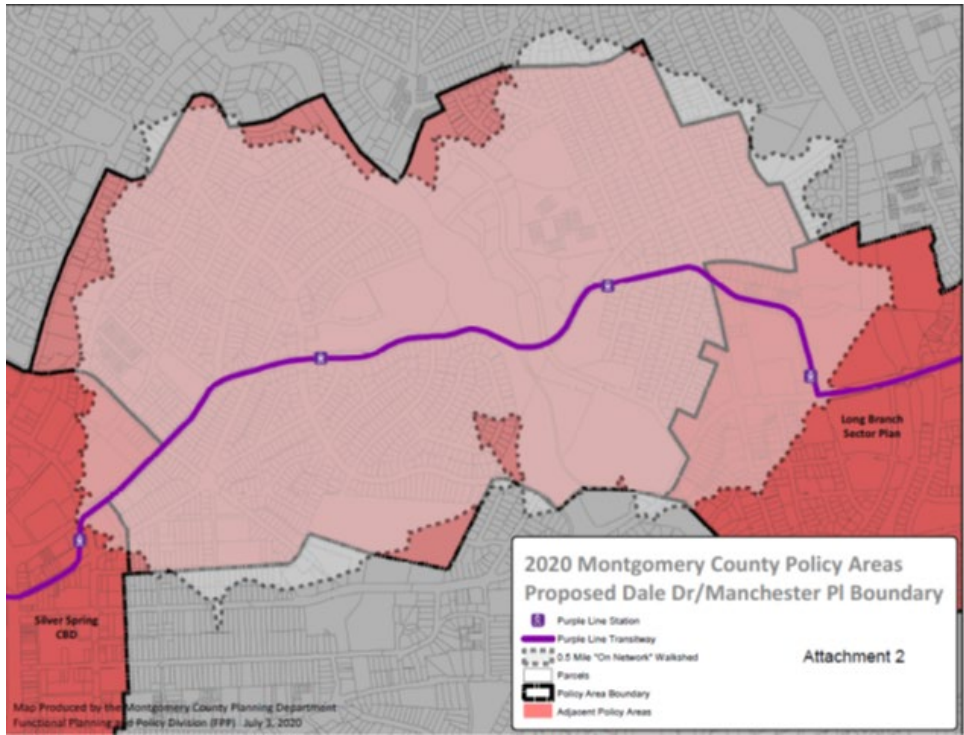 Long Branch
Sector Plan
Silver Spring
CBD
2020 Montgomery County Policy Areas
Proposed Dale Dr/Manchester Pl Boundary
Purple Line Station
Purple Line Transitway
0.5 Mile "On Network" Walkshed
Parcels
Policy Area Boundary
Adjacent Policy Areas
Attachment 2
Map Produced by the Montgomery County Planning Department
Functional Planning and Policy Division (FPP) July 3, 2020